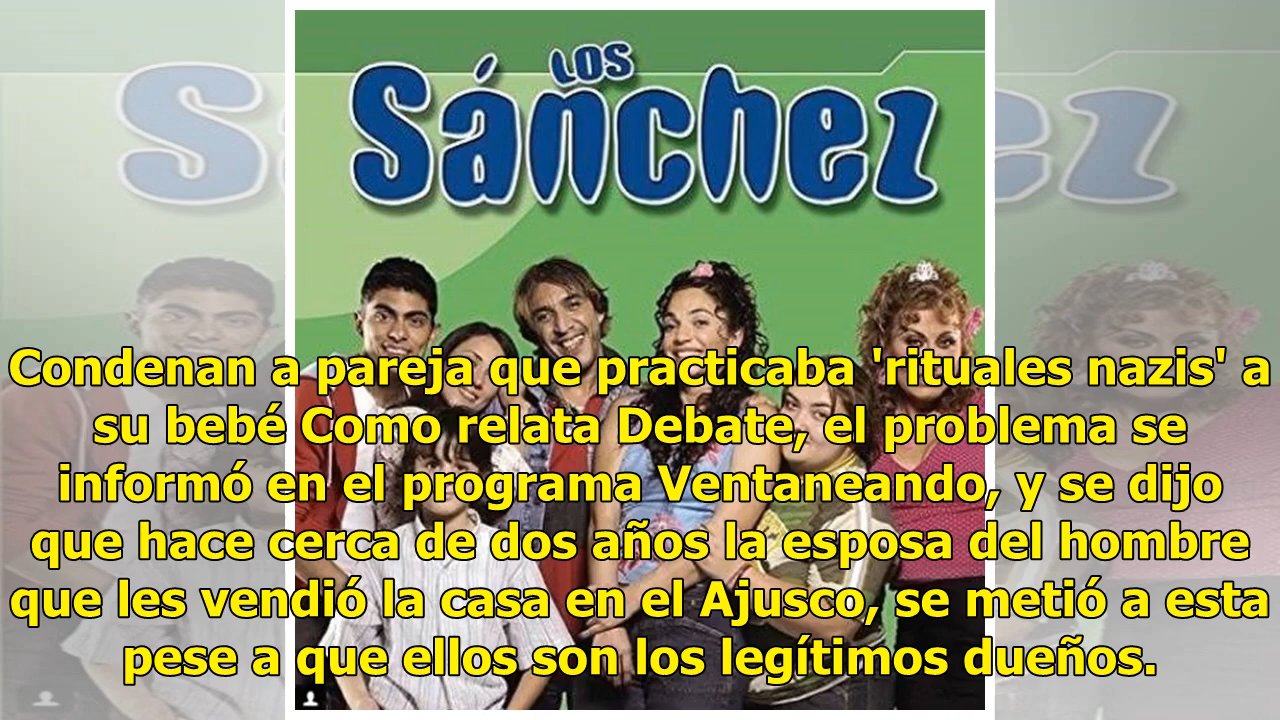 LOS
Sánchez
Condenan a pareja que practicaba 'rituales nazis' a
su bebé Como relata Debate, el problema se
informó en el programa Ventaneando, y se dijo
que hace cerca de dos años la esposa del hombre
que les vendió la casa en el Ajusco, se metió a esta
pese a que ellos son los legítimos dueños.